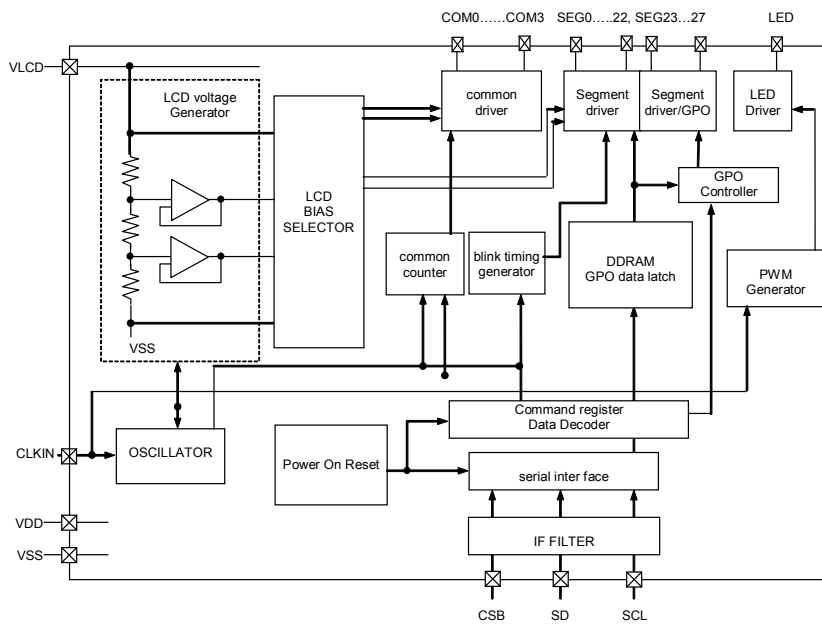 COM0……COM3 SEG0…..22, SEG23…27 LED
VLCD
LCD voltage
Generator
common
driver
Segment
driver
Segment
driver/GPO
LED
Driver
LCD
BIAS
SELECTOR
GPO
Controller
common
counter
blink timing
generator
DDRAM
GPO data latch
PWM
Generator
VSS
Command register
Data Decoder
CLKIN
OSCILLATOR
Power On Reset
serial inter face
VDD
VSS
IF FILTER
CSB SD SCL